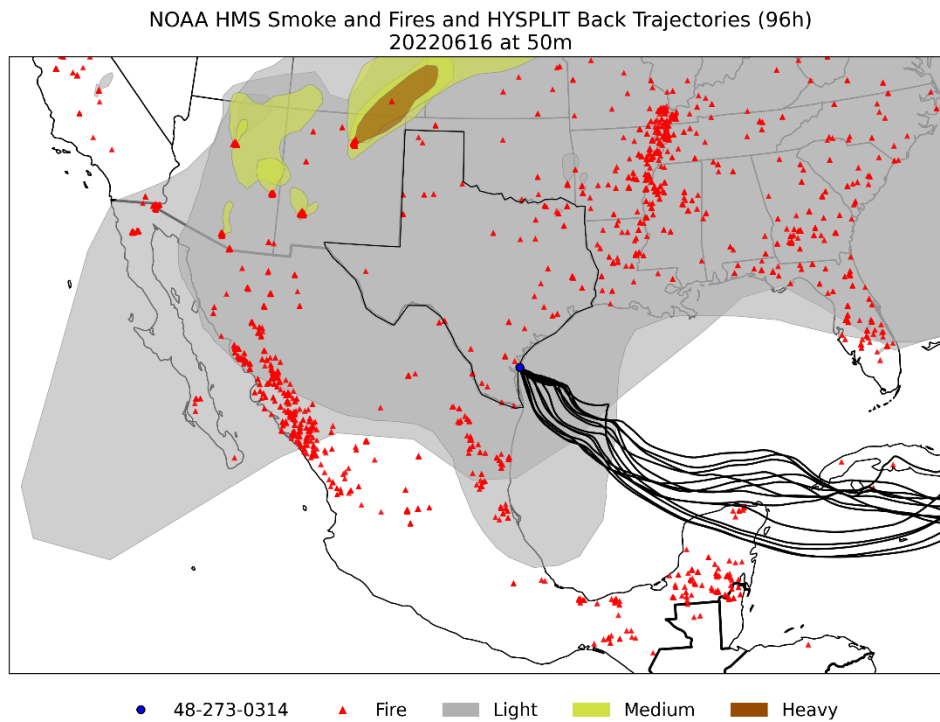 NOAA HMS Smoke and Fires and HYSPLIT Back Trajectories (96h)
20220616 at 50m
48-273-0314 Fire Light Medium Heavy